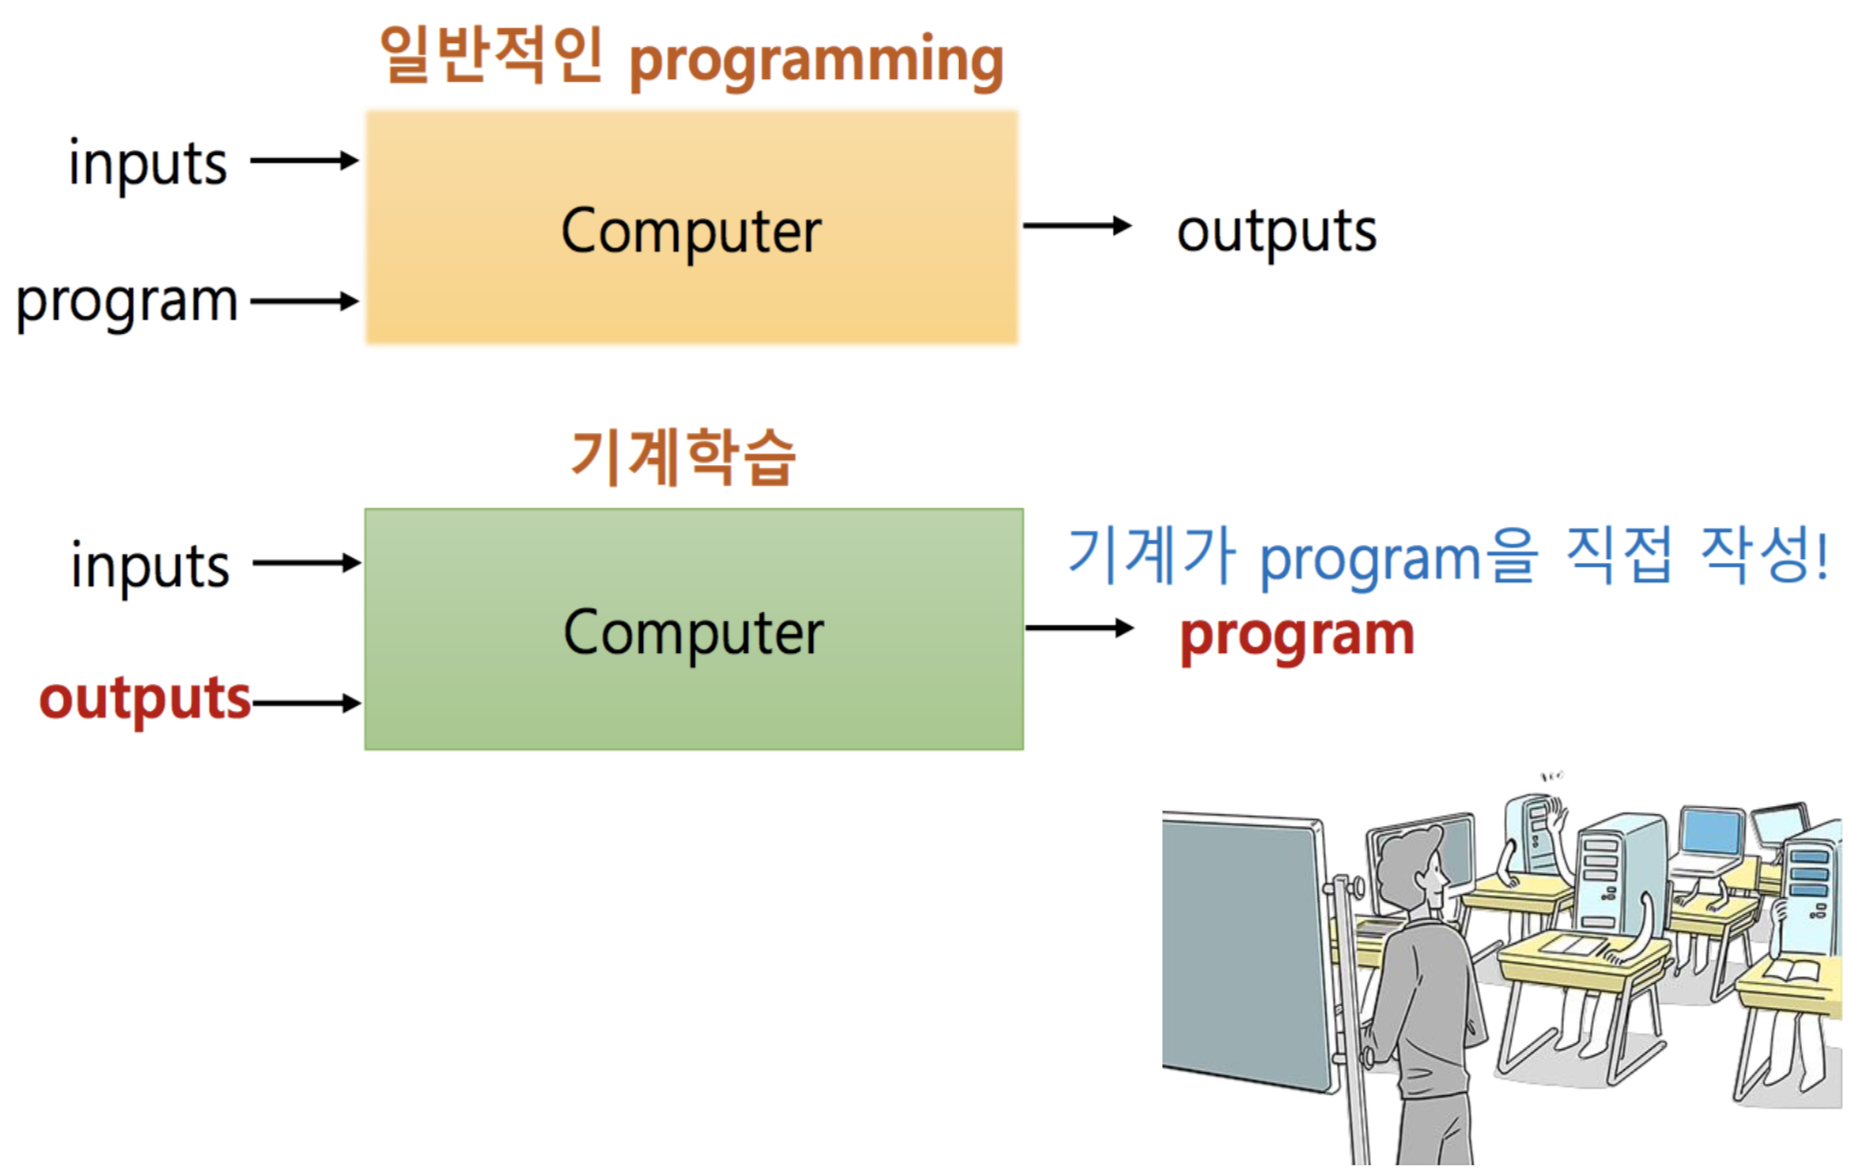 일반적인 programming
inputs
Computer
program
outputs
기계학습
inputs
Computer
outputs
기계가 program을 직접 작성!
program